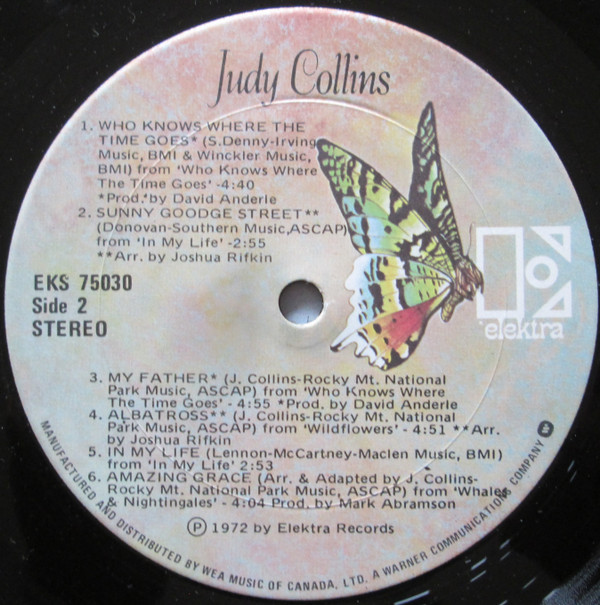 Judy Collins
1. WHO KNOWS WHERE THE
TIME GOES* (S.Denny-Irving
Music, BMI & Winckler Music,
BMI) from 'Who Knows Where
The Time Goes' -4:40
*Prod. by David Anderle
2. SUNNY GOODGE STREET**
(Donovan-Southern Music,ASCAP)
from 'In My Life' -2:55
**Arr. by Joshua Rifkin
EKS 75030
Side 2
STEREO
elektra
3. MY FATHER* (J. Collins-Rocky Mt. National
Park Music, ASCAP) from 'Who Knows Where
The Time Goes' - 4:55 *Prod. by David Anderle
4. ALBATROSS** (J. Collins-Rocky Mt. National
Park Music, ASCAP) from 'Wildflowers' - 4:51 **Arr.
by Joshua Rifkin
5. IN MY LIFE (Lennon-McCartney-Maclen Music, BMI)
from 'In My Life' 2:53
6. AMAZING GRACE (Arr. & Adapted by J. Collins-
Rocky Mt. National Park Music, ASCAP) from 'Whales
& Nightingales' - 4:04 Prod. by Mark Abramson
Ⓟ 1972 by Elektra Records
MANUFACTURED AND DISTRIBUTED BY WEA MUSIC OF CANADA, LTD. A WARNER COMMUNICATIONS COMPANY